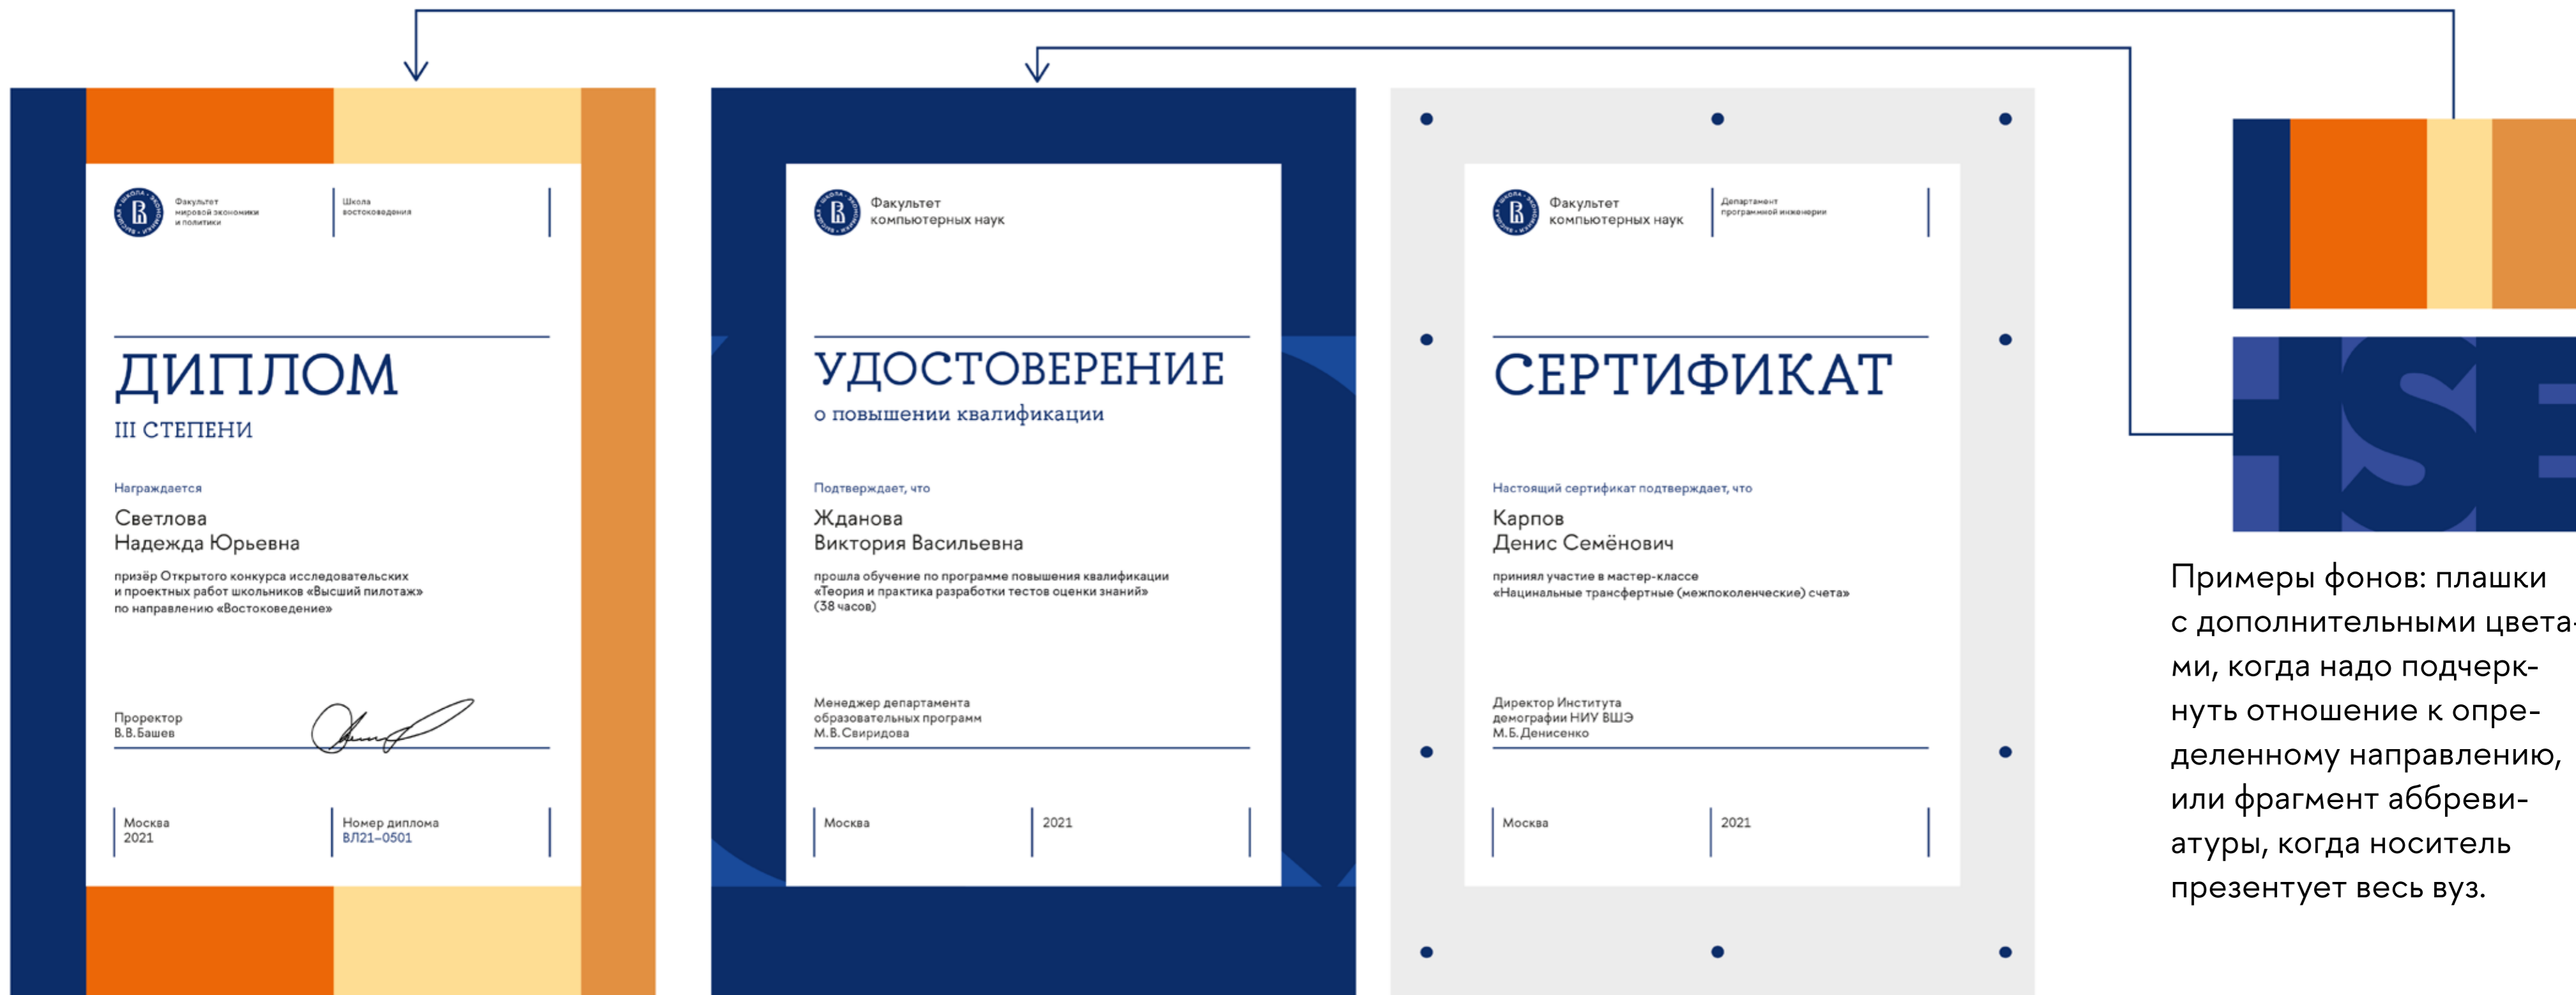 Факультет
мировой экономики
и политики
Школа
востоковедения
ДИПЛОМ
III СТЕПЕНИ
Награждается
Светлова
Надежда Юрьевна
призёр Открытого конкурса исследовательских
и проектных работ школьников «Высший пилотаж»
по направлению «Востоковедение»
Проректор
В.В.Башев
Москва
2021
Номер диплома
ВЛ21–0501
Факультет
компьютерных наук
УДОСТОВЕРЕНИЕ
о повышении квалификации
Подтверждает, что
Жданова
Виктория Васильевна
прошла обучение по программе повышения квалификации
«Теория и практика разработки тестов оценки знаний»
(38 часов)
Менеджер департамента
образовательных программ
М.В.Свиридова
Москва
2021
Факультет
компьютерных наук
Департамент
программной инженерии
СЕРТИФИКАТ
Настоящий сертификат подтверждает, что
Карпов
Денис Семёнович
приниял участие в мастер-классе
«Нацинальные трансфертные (межпоколенческие) счета»
Директор Института
демографии НИУ ВШЭ
М.Б.Денисенко
Москва
2021
HSE
Примеры фонов: плашки
с дополнительными цвета-
ми, когда надо подчерк-
нуть отношение к опре-
деленному направлению,
или фрагмент аббреви-
атуры, когда носитель
презентует весь вуз.